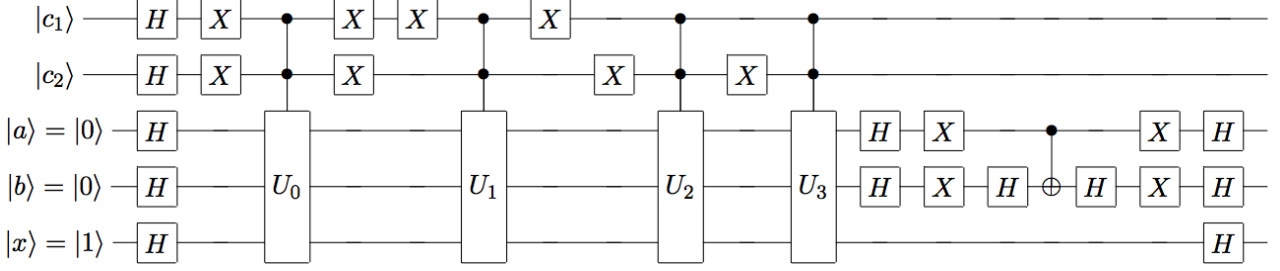 |c₁⟩ H X X X X
|c₂⟩ H X X X X
|a⟩ = |0⟩ H H X X H
|b⟩ = |0⟩ H U₀ U₁ U₂ U₃ H X H H X H
|x⟩ = |1⟩ H H